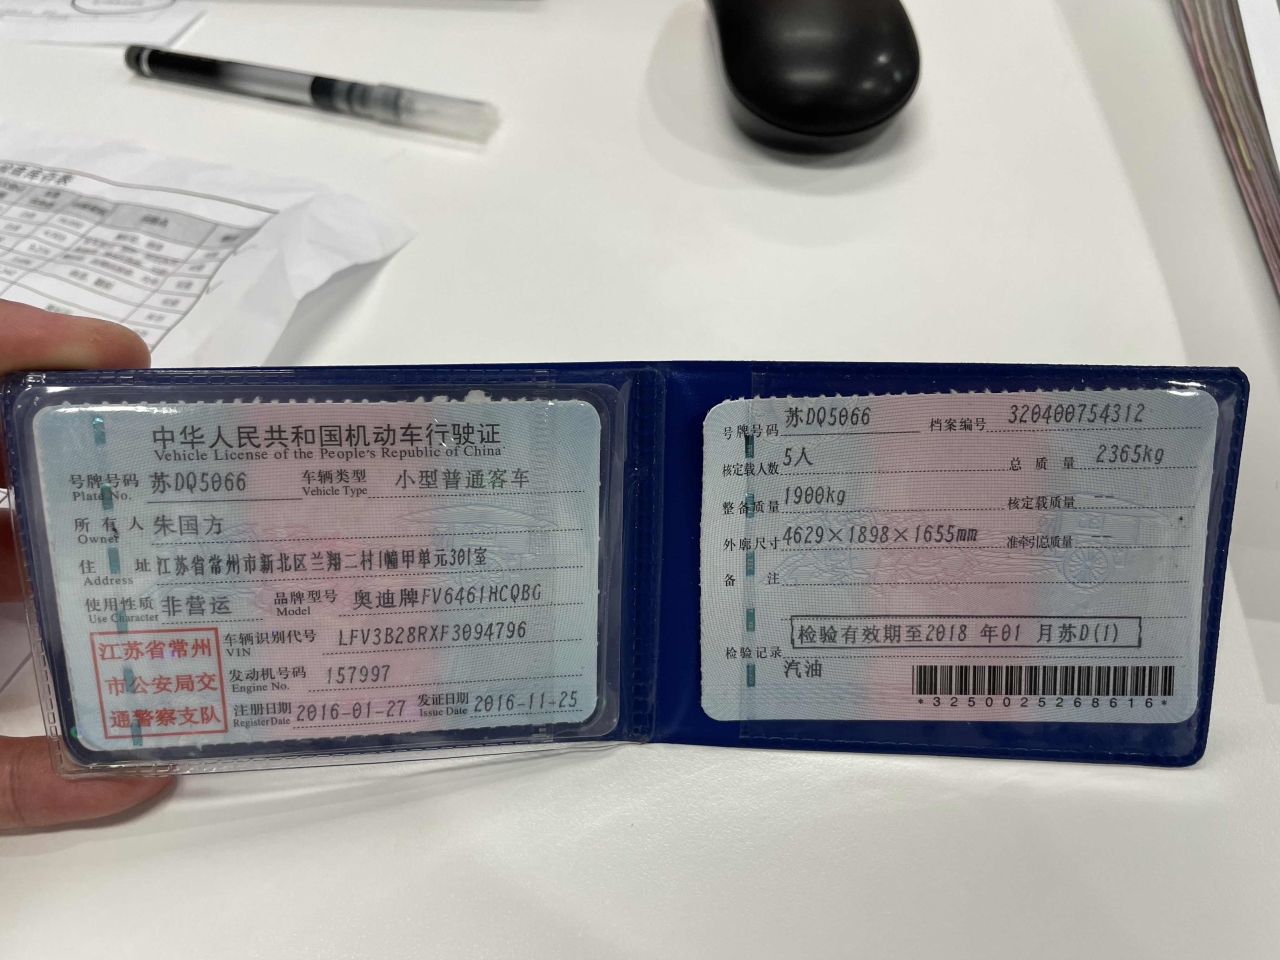 中华人民共和国机动车行驶证
Vehicle License of the People's Republic of China
号牌号码 苏DQ5066 车辆类型 小型普通客车
Plate No. Vehicle Type
所有人 朱国方
Owner
住址 江苏省常州市新北区兰翔二村1幢甲单元301室
Address
使用性质 非营运 品牌型号 奥迪牌FV6461HCQBG
Use Character Model
江苏省常州
市公安局交
通警察支队
车辆识别代号 LFV3B28RXF3094796
VIN
发动机号码 157997
Engine No.
注册日期 2016-01-27 发证日期 2016-11-25
Register Date Issue Date
号牌号码 苏DQ5066 档案编号 320400754312
核定载人数 5人 总质量 2365kg
整备质量 1900kg 核定载质量 --
外廓尺寸 4629×1898×1655mm 准牵引总质量 --
备注
检验有效期至2018 年01 月苏D(1)
检验记录
汽油
*3250025268616*